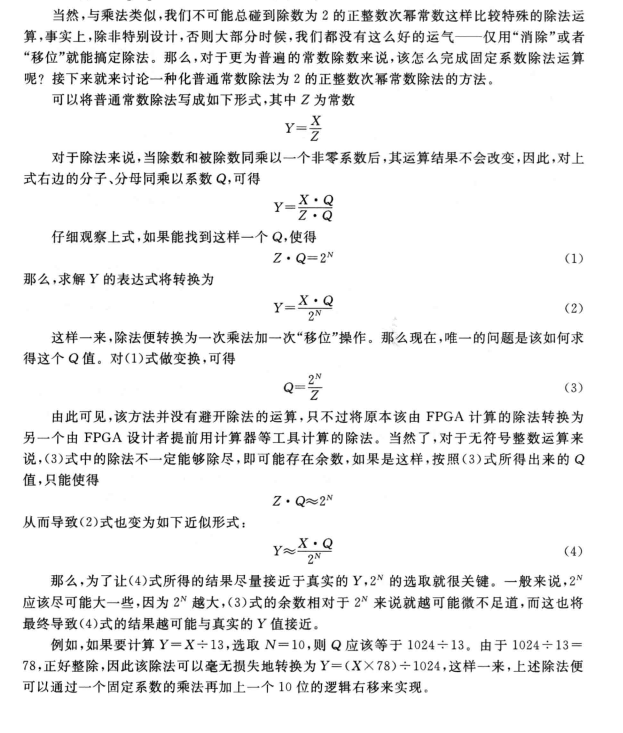 当然,与乘法类似,我们不可能总碰到除数为 2 的正整数次幂常数这样比较特殊的除法运
算,事实上,除非特别设计,否则大部分时候,我们都没有这么好的运气——仅用“消除”或者
“移位”就能搞定除法。那么,对于更为普遍的常数除数来说,该怎么完成固定系数除法运算
呢？接下来就来讨论一种化普通常数除法为 2 的正整数次幂常数除法的方法。
可以将普通常数除法写成如下形式,其中 Z 为常数
Y=X/Z
对于除法来说,当除数和被除数同乘以一个非零系数后,其运算结果不会改变,因此,对上
式右边的分子、分母同乘以系数 Q,可得
Y=X·Q/Z·Q
仔细观察上式,如果能找到这样一个 Q,使得
Z·Q=2^N (1)
那么,求解 Y 的表达式将转换为
Y=X·Q/2^N (2)
这样一来,除法便转换为一次乘法加一次“移位”操作。那么现在,唯一的问题是该如何求
得这个 Q 值。对(1)式做变换,可得
Q=2^N/Z (3)
由此可见,该方法并没有避开除法的运算,只不过将原本该由 FPGA 计算的除法转换为
另一个由 FPGA 设计者提前用计算器等工具计算的除法。当然了,对于无符号整数运算来
说,(3)式中的除法不一定能够除尽,即可能存在余数,如果是这样,按照(3)式所得出来的 Q
值,只能使得
Z·Q≈2^N
从而导致(2)式也变为如下近似形式:
Y≈X·Q/2^N (4)
那么,为了让(4)式所得的结果尽量接近于真实的 Y,2^N 的选取就很关键。一般来说,2^N
应该尽可能大一些,因为 2^N 越大,(3)式的余数相对于 2^N 来说就越可能微不足道,而这也将
最终导致(4)式的结果越可能与真实的 Y 值接近。
例如,如果要计算 Y=X÷13,选取 N=10,则 Q 应该等于 1024÷13。由于 1024÷13=
78,正好整除,因此该除法可以毫无损失地转换为 Y=(X×78)÷1024,这样一来,上述除法便
可以通过一个固定系数的乘法再加上一个 10 位的逻辑右移来实现。